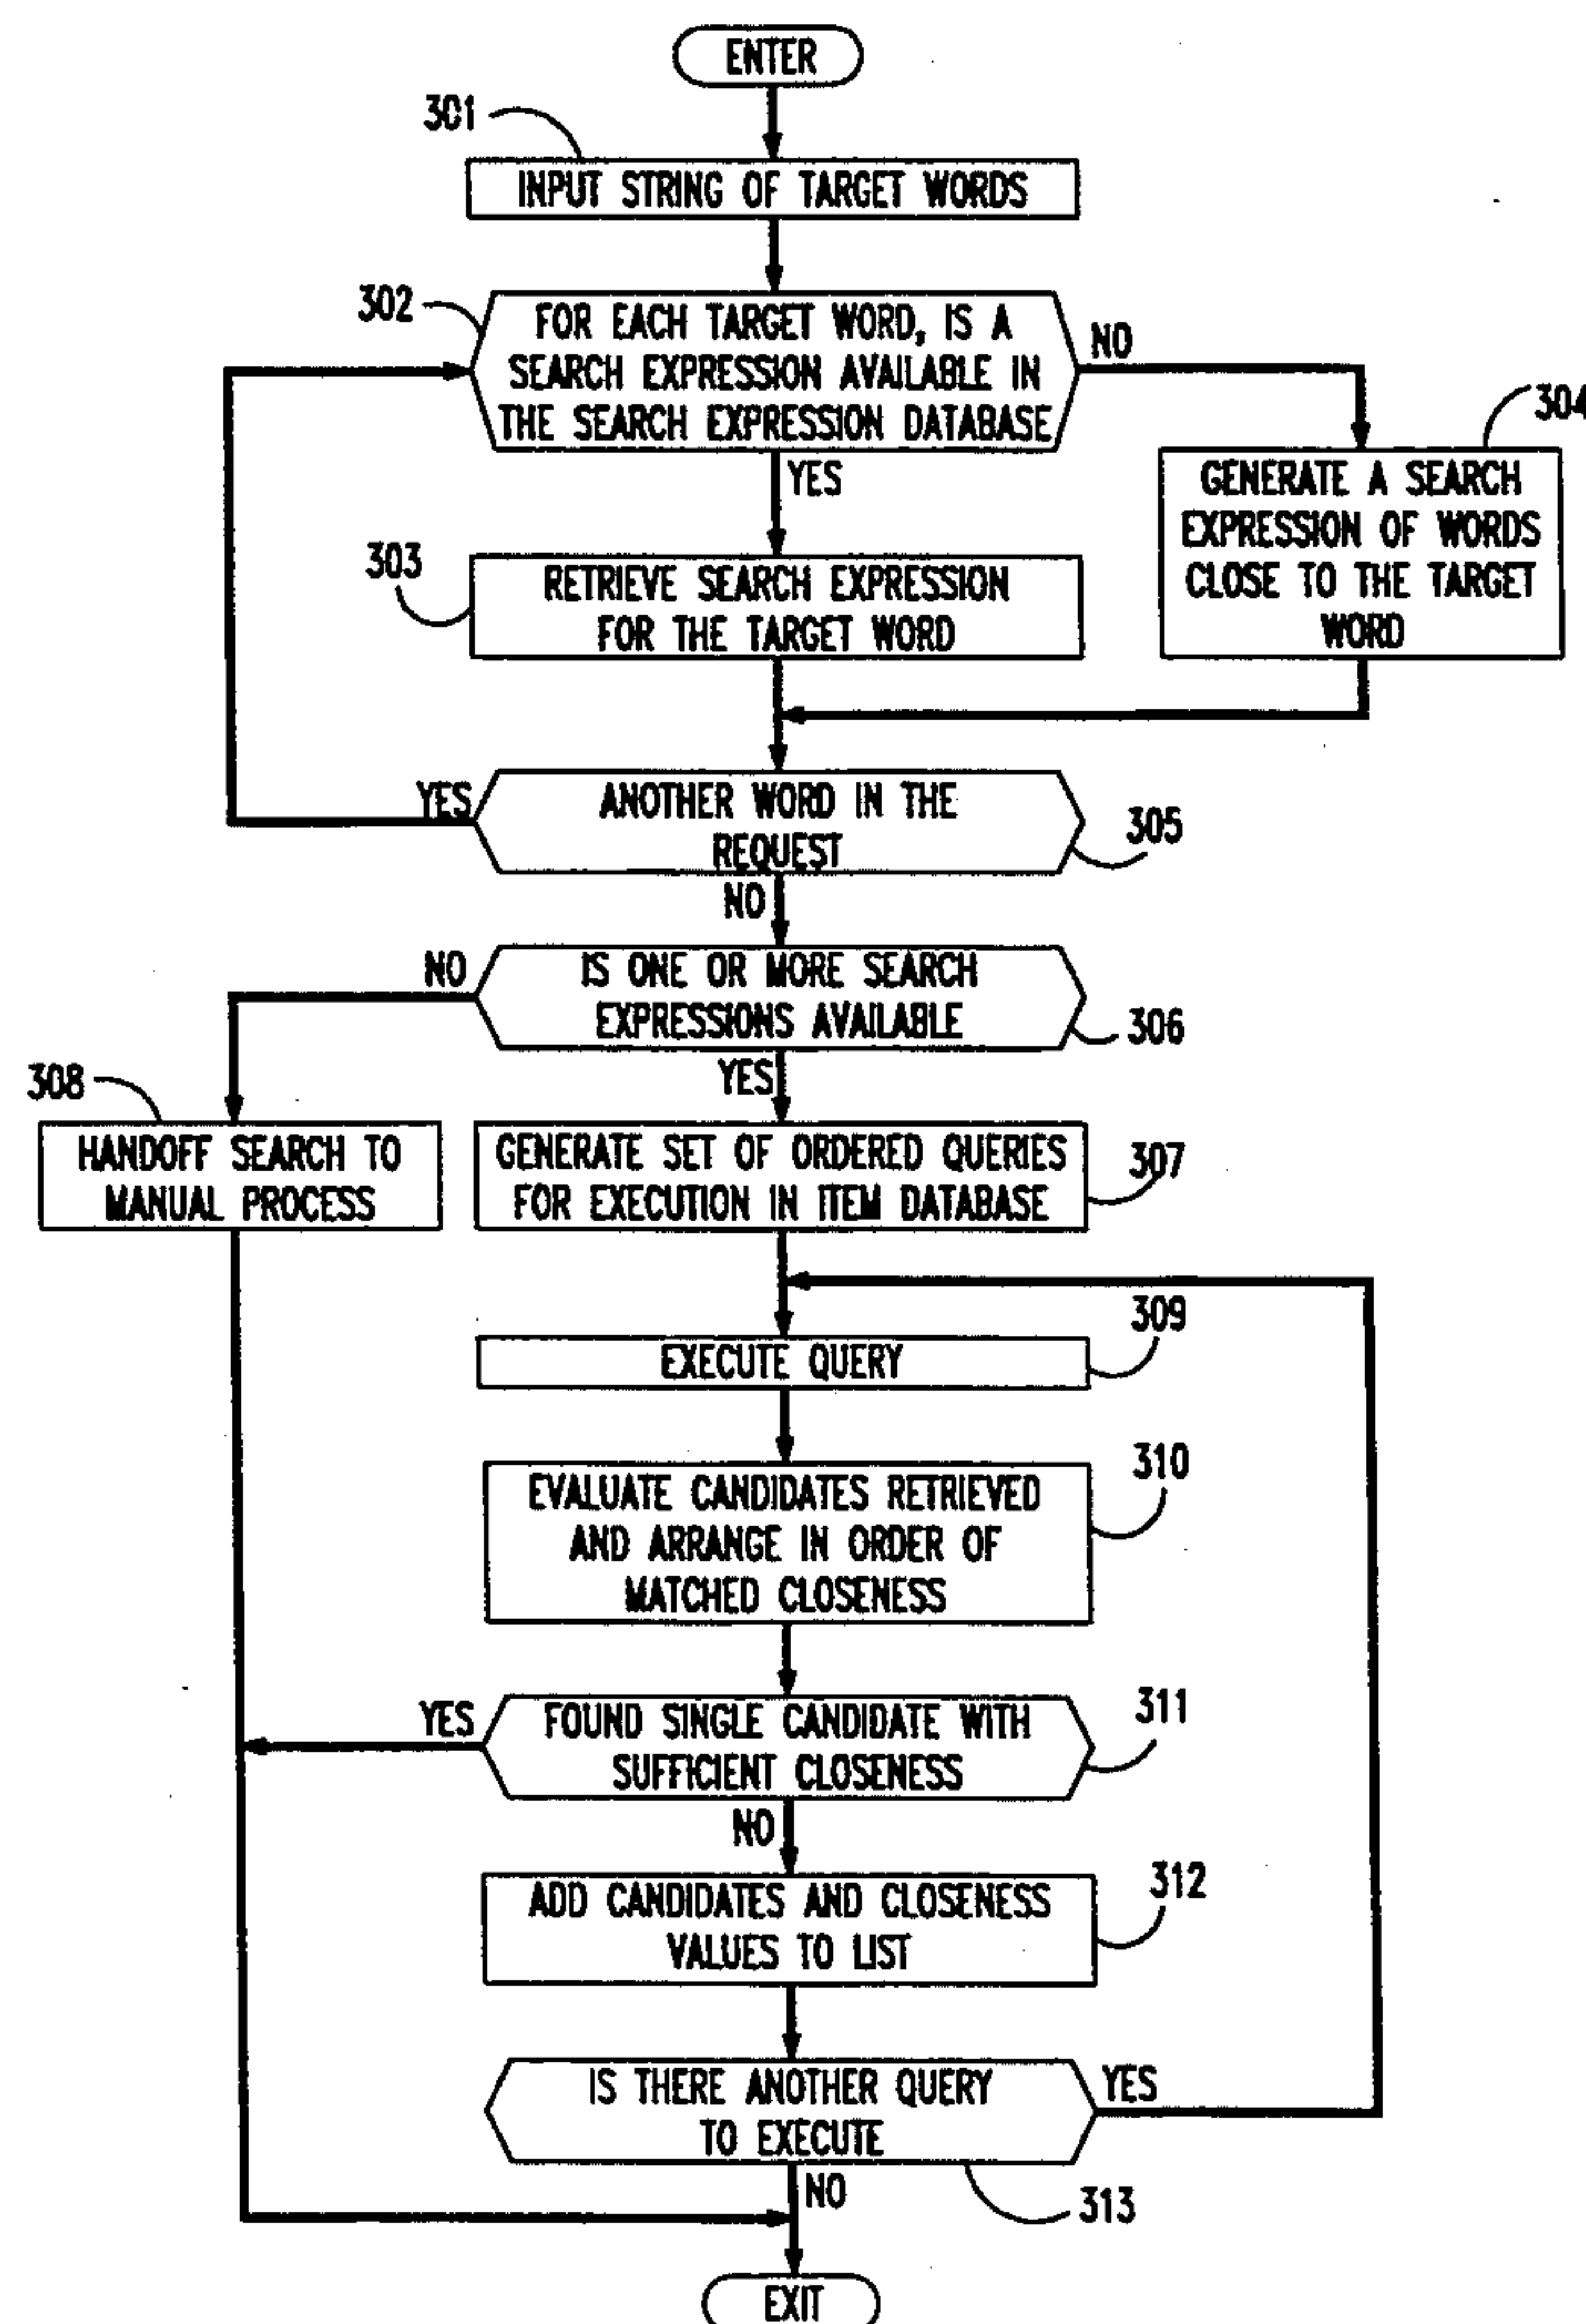 ENTER
301
INPUT STRING OF TARGET WORDS
302
FOR EACH TARGET WORD, IS A
SEARCH EXPRESSION AVAILABLE IN
THE SEARCH EXPRESSION DATABASE
NO
304
YES
GENERATE A SEARCH
EXPRESSION OF WORDS
CLOSE TO THE TARGET
WORD
303
RETRIEVE SEARCH EXPRESSION
FOR THE TARGET WORD
YES
ANOTHER WORD IN THE
REQUEST
305
NO
NO
IS ONE OR MORE SEARCH
EXPRESSIONS AVAILABLE
306
YES
308
HANDOFF SEARCH TO
MANUAL PROCESS
GENERATE SET OF ORDERED QUERIES
FOR EXECUTION IN ITEM DATABASE
307
309
EXECUTE QUERY
310
EVALUATE CANDIDATES RETRIEVED
AND ARRANGE IN ORDER OF
MATCHED CLOSENESS
YES
FOUND SINGLE CANDIDATE WITH
SUFFICIENT CLOSENESS
311
NO
312
ADD CANDIDATES AND CLOSENESS
VALUES TO LIST
IS THERE ANOTHER QUERY
TO EXECUTE
YES
NO
313
EXIT